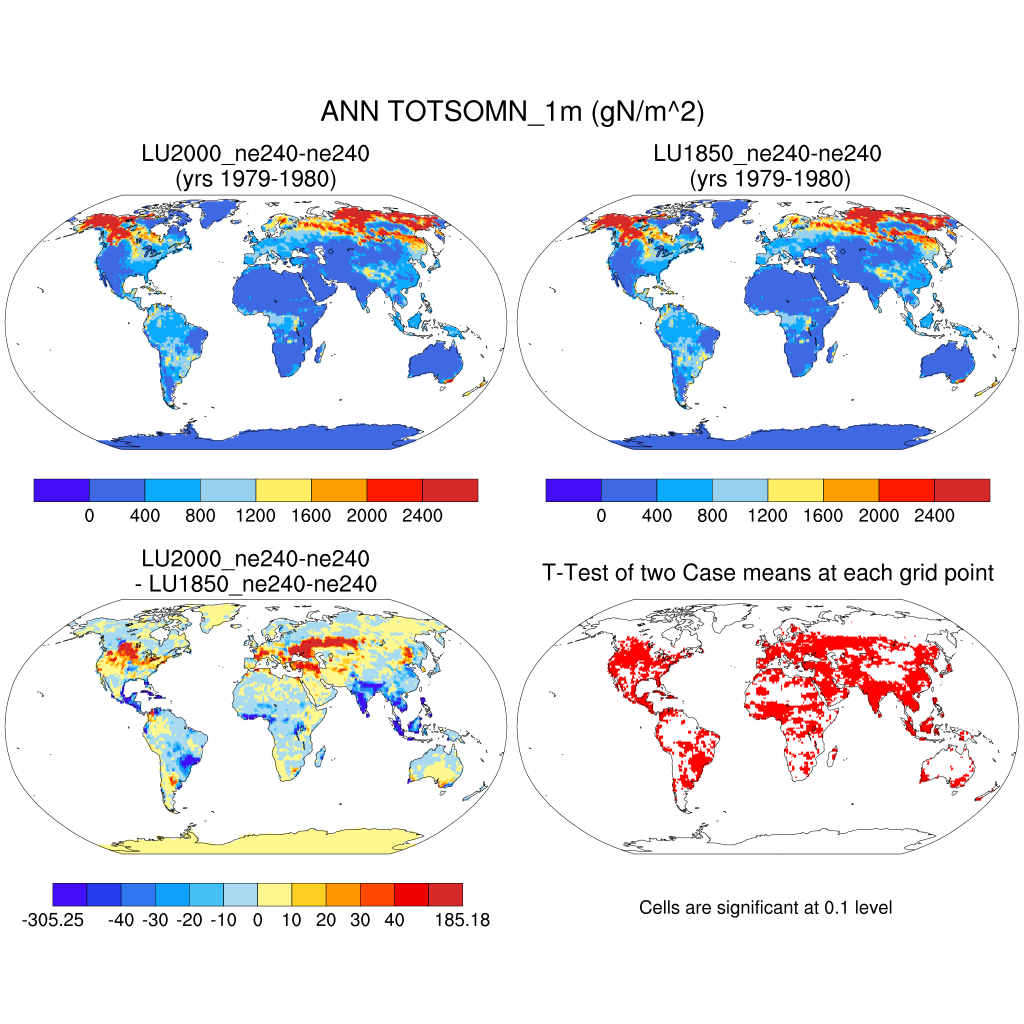 ANN TOTSOMN_1m (gN/m^2)
LU2000_ne240-ne240
(yrs 1979-1980)
LU1850_ne240-ne240
(yrs 1979-1980)
0 400 800 1200 1600 2000 2400
0 400 800 1200 1600 2000 2400
LU2000_ne240-ne240
- LU1850_ne240-ne240
T-Test of two Case means at each grid point
-305.25 -40 -30 -20 -10 0 10 20 30 40 185.18
Cells are significant at 0.1 level